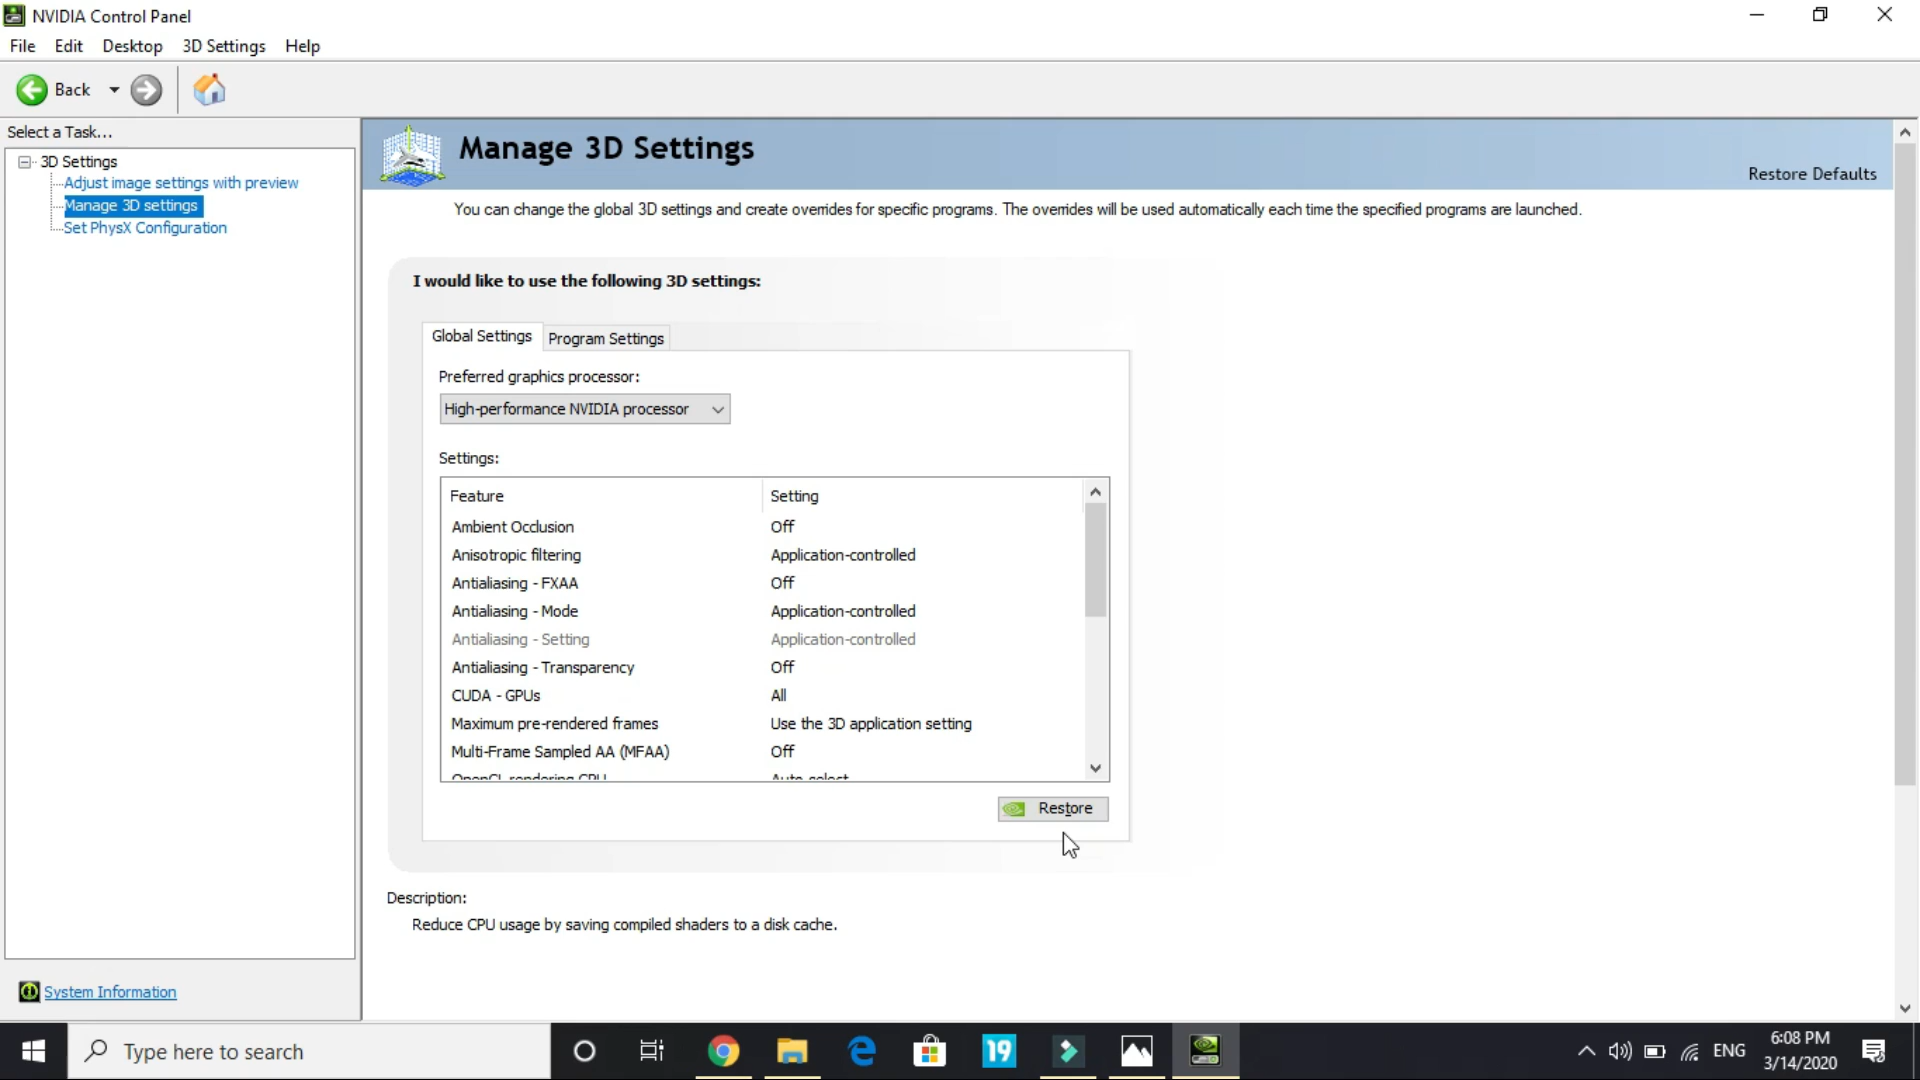 NVIDIA Control Panel
File Edit Desktop 3D Settings Help
Back
Select a Task...
3D Settings
Adjust image settings with preview
Manage 3D settings
Set PhysX Configuration
System Information
Manage 3D Settings
Restore Defaults
You can change the global 3D settings and create overrides for specific programs. The overrides will be used automatically each time the specified programs are launched.
I would like to use the following 3D settings:
Global Settings Program Settings
Preferred graphics processor:
High-performance NVIDIA processor
Settings:
Feature Setting
Ambient Occlusion Off
Anisotropic filtering Application-controlled
Antialiasing - FXAA Off
Antialiasing - Mode Application-controlled
Antialiasing - Setting Application-controlled
Antialiasing - Transparency Off
CUDA - GPUs All
Maximum pre-rendered frames Use the 3D application setting
Multi-Frame Sampled AA (MFAA) Off
OpenGL rendering GPU Auto-select
Restore
Description:
Reduce CPU usage by saving compiled shaders to a disk cache.
Type here to search
19
ENG
6:08 PM
3/14/2020